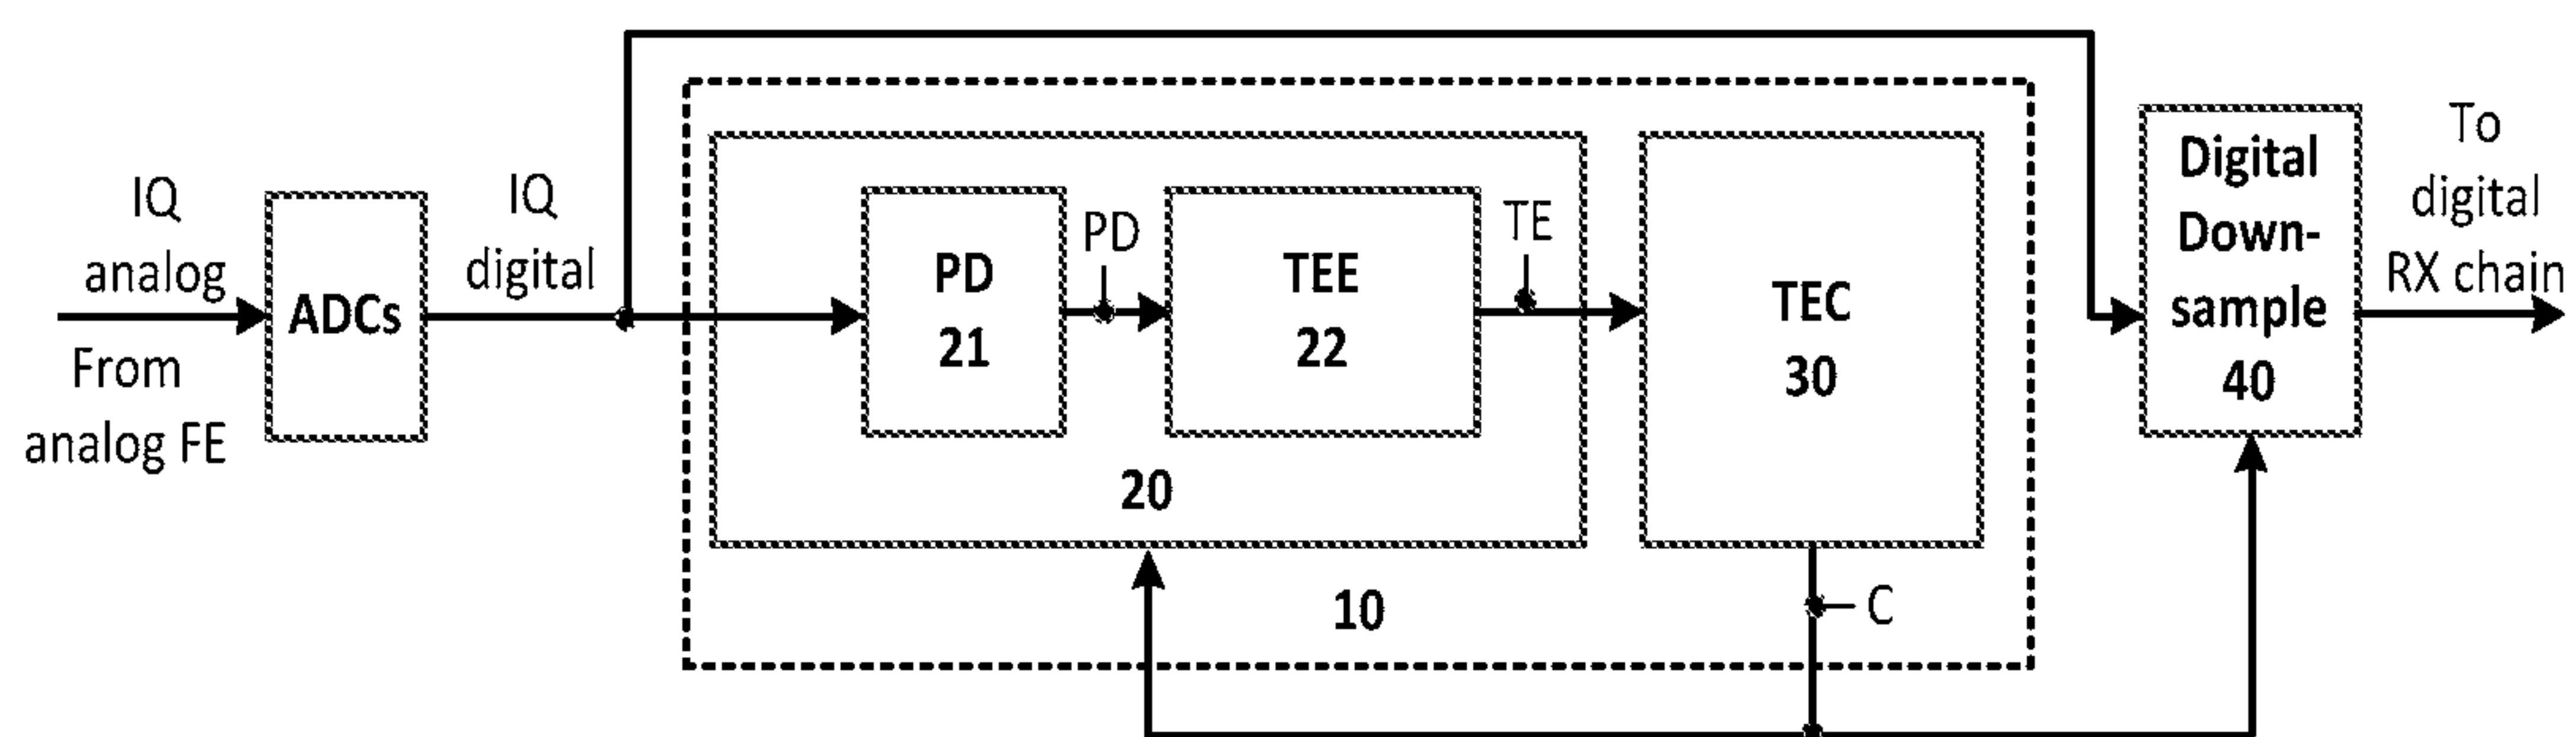 IQ
analog
From
analog FE
ADCs
IQ
digital
PD
21
PD
TEE
22
TE
20
TEC
30
10
C
Digital
Down-
sample
40
To
digital
RX chain